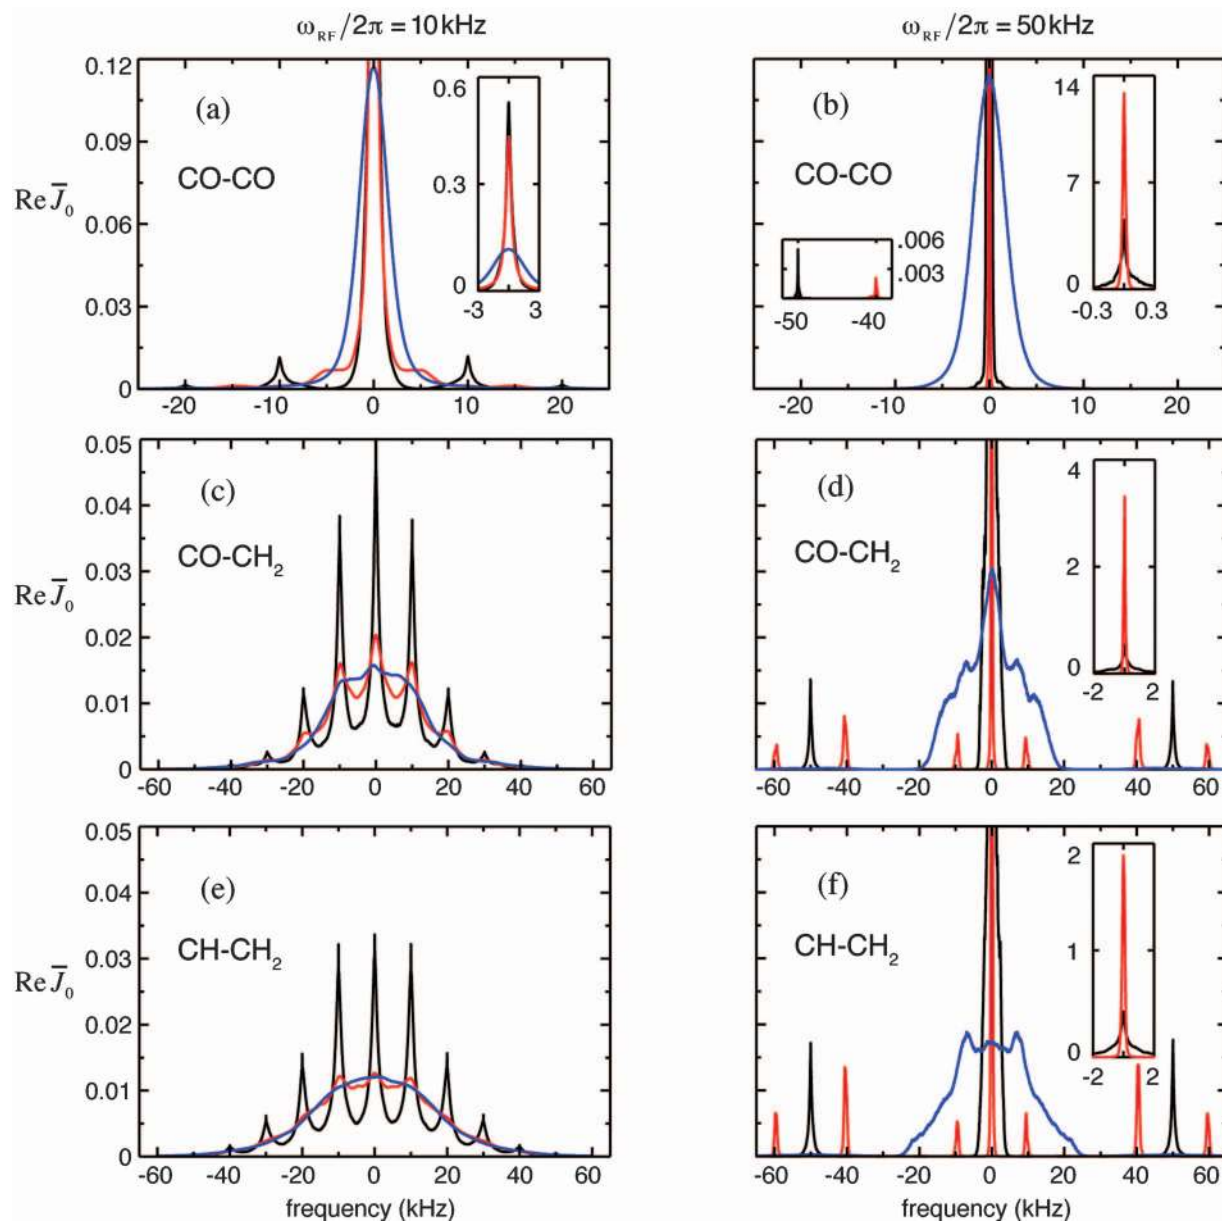 ω_RF/2π = 10 kHz
ω_RF/2π = 50 kHz
Re J̄₀
0.12
0.09
0.06
0.03
0
(a)
CO-CO
0.6
0.3
0
-3 3
-20 -10 0 10 20
(b)
CO-CO
14
7
0
-0.3 0.3
.006
.003
-50 -40
-20 -10 0 10 20
Re J̄₀
0.05
0.04
0.03
0.02
0.01
0
(c)
CO-CH₂
-60 -40 -20 0 20 40 60
(d)
CO-CH₂
4
2
0
-2 2
-60 -40 -20 0 20 40 60
Re J̄₀
0.05
0.04
0.03
0.02
0.01
0
(e)
CH-CH₂
-60 -40 -20 0 20 40 60
frequency (kHz)
(f)
CH-CH₂
2
1
0
-2 2
-60 -40 -20 0 20 40 60
frequency (kHz)